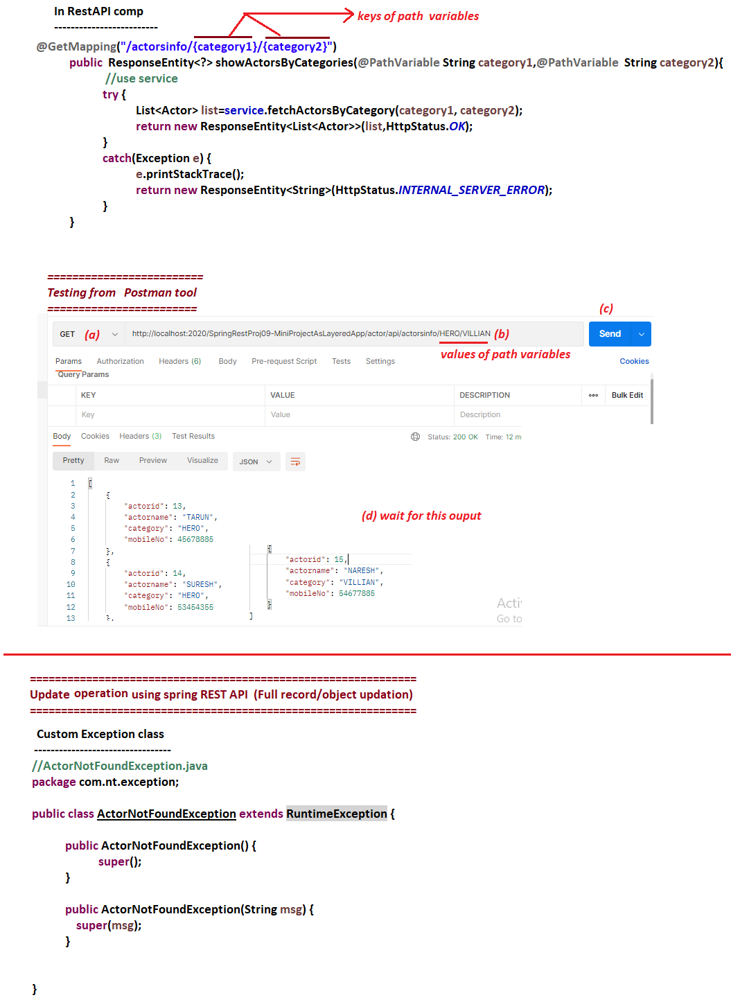 In RestAPI comp
-------------------------
keys of path variables
@GetMapping("/actorsinfo/{category1}/{category2}")
public ResponseEntity<?> showActorsByCategories(@PathVariable String category1,@PathVariable String category2){
//use service
try {
List<Actor> list=service.fetchActorsByCategory(category1, category2);
return new ResponseEntity<List<Actor>>(list,HttpStatus.OK);
}
catch(Exception e) {
e.printStackTrace();
return new ResponseEntity<String>(HttpStatus.INTERNAL_SERVER_ERROR);
}
}
=========================
Testing from Postman tool
========================
(c)
GET (a) http://localhost:2020/SpringRestProj09-MiniProjectAsLayeredApp/actor/api/actorsinfo/HERO/VILLIAN (b) Send
values of path variables
Params Authorization Headers (6) Body Pre-request Script Tests Settings Cookies
Query Params
KEY VALUE DESCRIPTION ooo Bulk Edit
Key Value Description
Body Cookies Headers (3) Test Results Status: 200 OK Time: 12 m
Pretty Raw Preview Visualize JSON
1 [
2 {
3 "actorid": 13,
4 "actorname": "TARUN",
5 "category": "HERO",
6 "mobileNo": 45678885
7 },
8 {
9 "actorid": 14,
10 "actorname": "SURESH",
11 "category": "HERO",
12 "mobileNo": 53454355
13 },
(d) wait for this ouput
{
"actorid": 15,
"actorname": "NARESH",
"category": "VILLIAN",
"mobileNo": 54677885
}
]
Acti
Go to
==============================================================
Update operation using spring REST API (Full record/object updation)
==============================================================
Custom Exception class
---------------------------------
//ActorNotFoundException.java
package com.nt.exception;
public class ActorNotFoundException extends RuntimeException {
public ActorNotFoundException() {
super();
}
public ActorNotFoundException(String msg) {
super(msg);
}
}